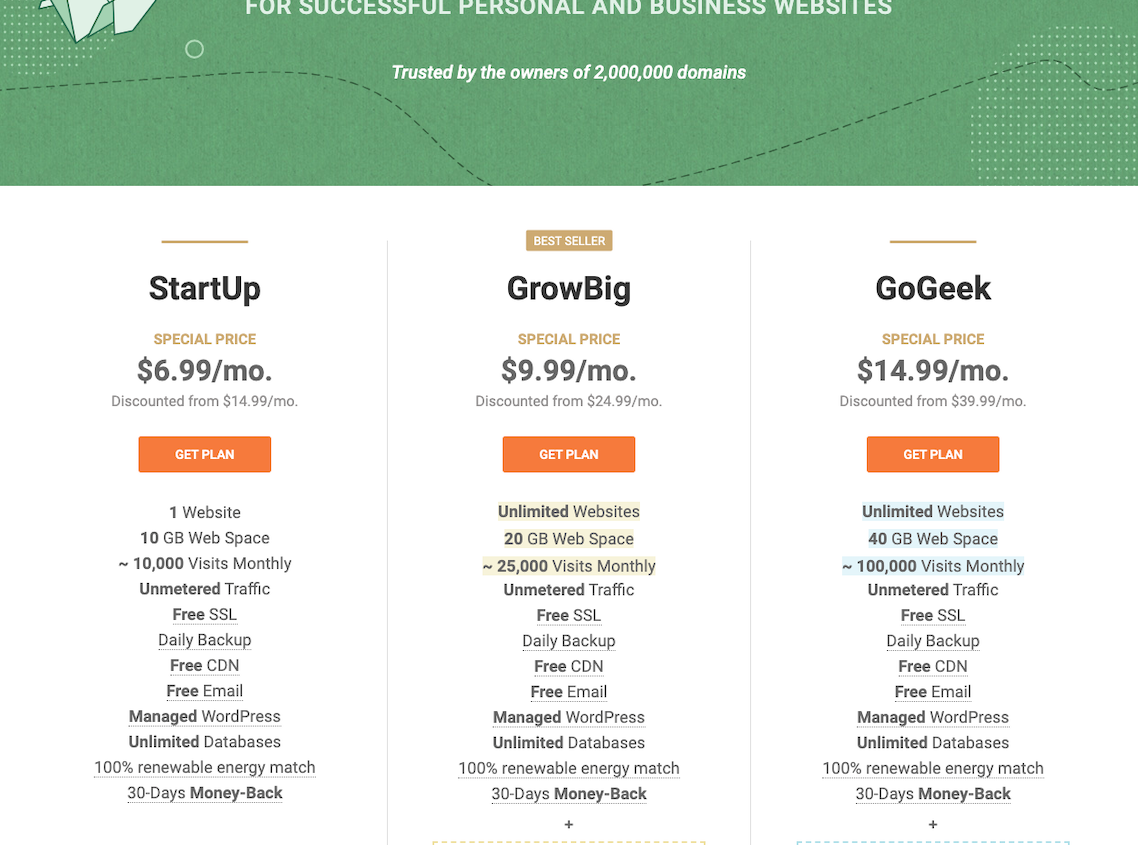 FOR SUCCESSFUL PERSONAL AND BUSINESS WEBSITES
Trusted by the owners of 2,000,000 domains
StartUp
SPECIAL PRICE
$6.99/mo.
Discounted from $14.99/mo.
GET PLAN
1 Website
10 GB Web Space
~ 10,000 Visits Monthly
Unmetered Traffic
Free SSL
Daily Backup
Free CDN
Free Email
Managed WordPress
Unlimited Databases
100% renewable energy match
30-Days Money-Back
BEST SELLER
GrowBig
SPECIAL PRICE
$9.99/mo.
Discounted from $24.99/mo.
GET PLAN
Unlimited Websites
20 GB Web Space
~ 25,000 Visits Monthly
Unmetered Traffic
Free SSL
Daily Backup
Free CDN
Free Email
Managed WordPress
Unlimited Databases
100% renewable energy match
30-Days Money-Back
+
GoGeek
SPECIAL PRICE
$14.99/mo.
Discounted from $39.99/mo.
GET PLAN
Unlimited Websites
40 GB Web Space
~ 100,000 Visits Monthly
Unmetered Traffic
Free SSL
Daily Backup
Free CDN
Free Email
Managed WordPress
Unlimited Databases
100% renewable energy match
30-Days Money-Back
+